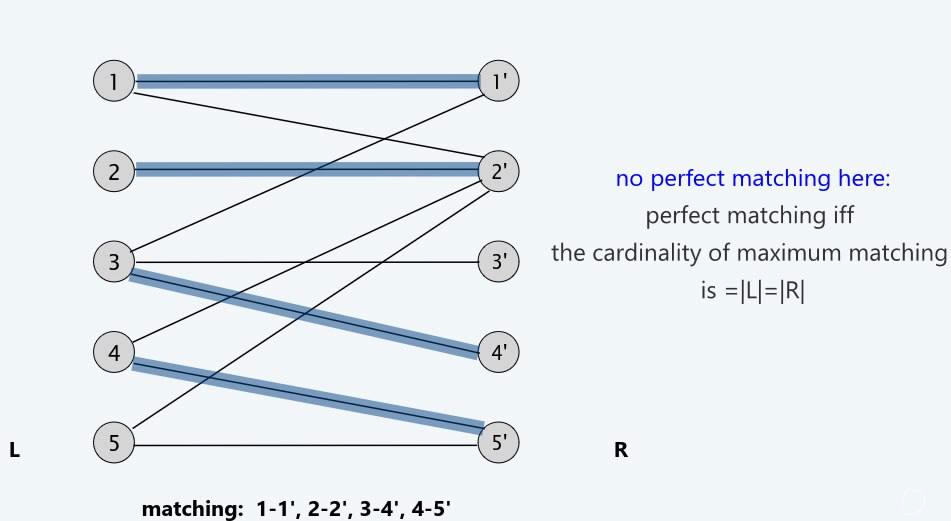 1
1'
2
2'
3
3'
4
4'
5
5'
L
R
no perfect matching here:
perfect matching iff
the cardinality of maximum matching
is =|L|=|R|
matching: 1-1', 2-2', 3-4', 4-5'